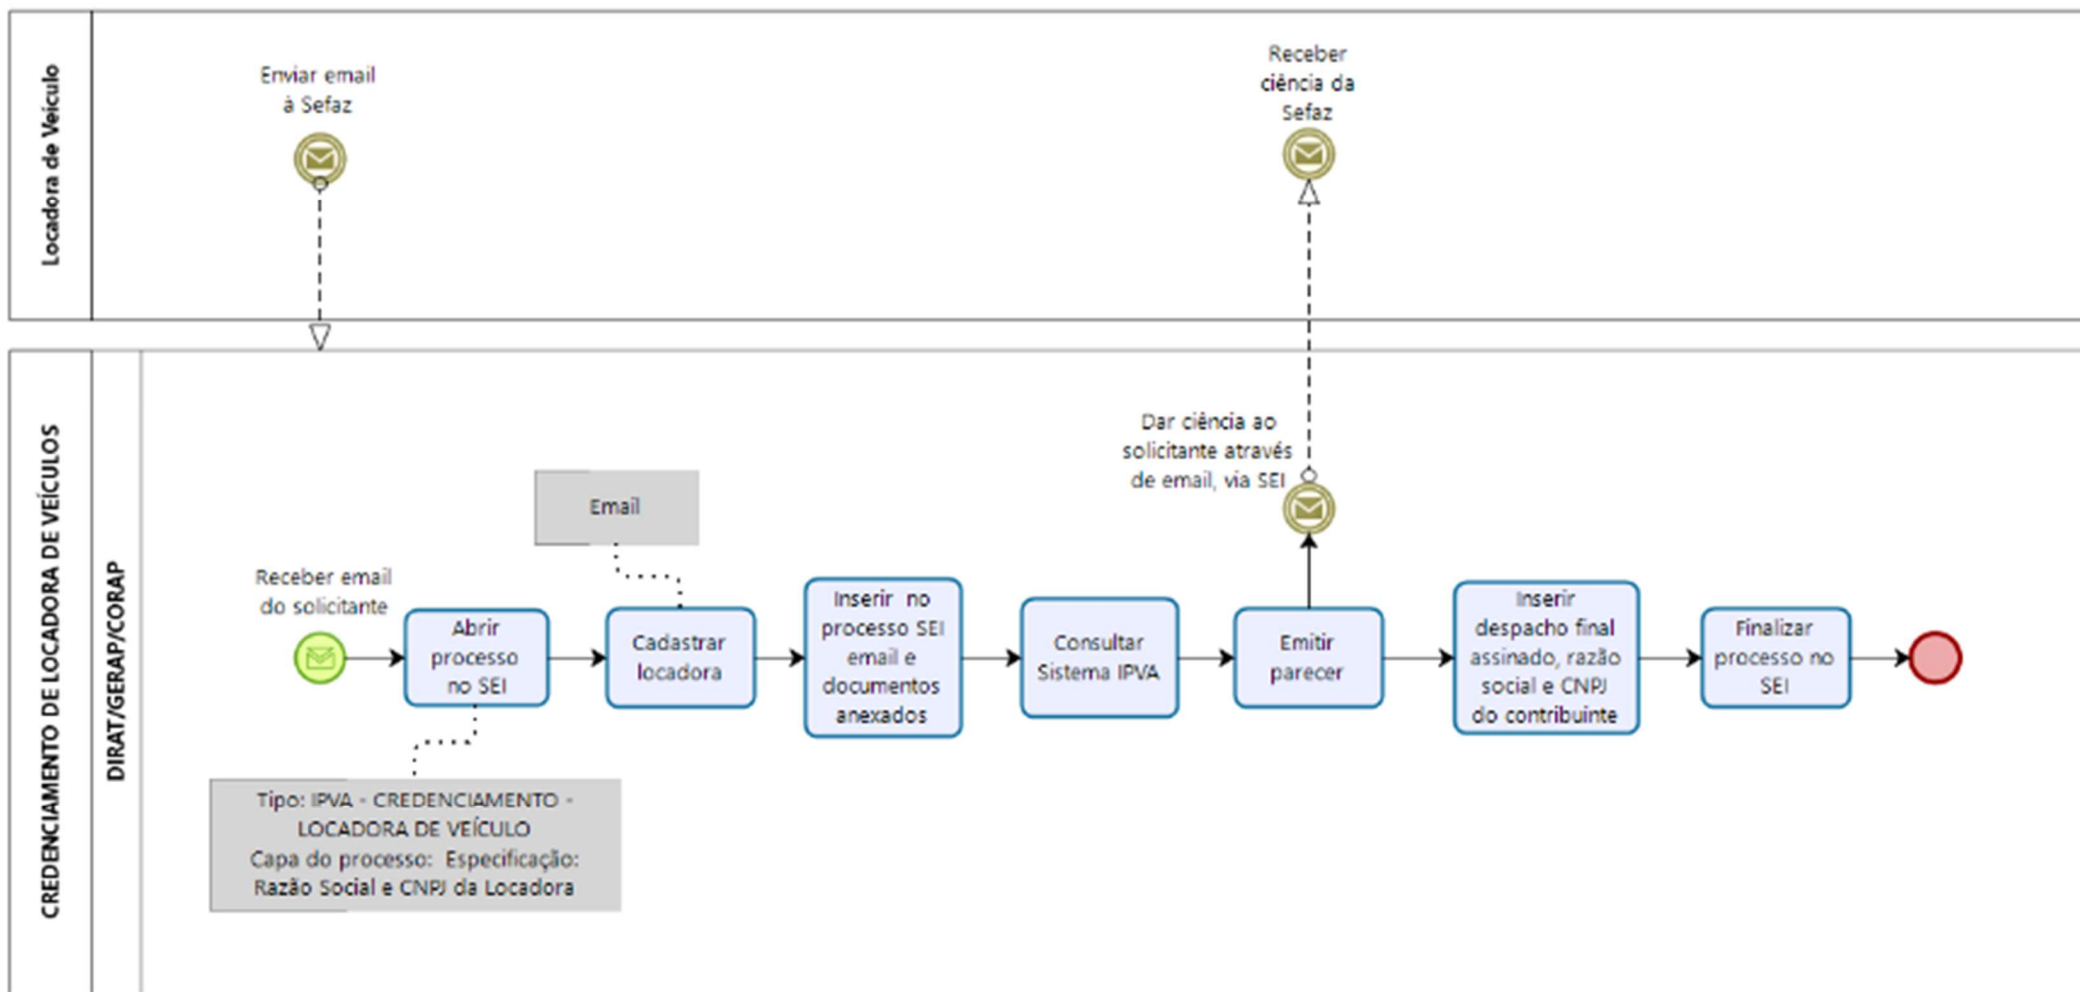 Locadora de Veículo
Enviar email
à Sefaz
Receber
ciência da
Sefaz
CREDENCIAMENTO DE LOCADORA DE VEÍCULOS
DIRAT/GERAP/CORAP
Dar ciência ao
solicitante através
de email, via SEI
Email
Receber email
do solicitante
Abrir
processo
no SEI
Cadastrar
locadora
Inserir no
processo SEI
email e
documentos
anexados
Consultar
Sistema IPVA
Emitir
parecer
Inserir
despacho final
assinado, razão
social e CNPJ
do contribuinte
Finalizar
processo no
SEI
Tipo: IPVA - CREDENCIAMENTO -
LOCADORA DE VEÍCULO
Capa do processo: Especificação:
Razão Social e CNPJ da Locadora